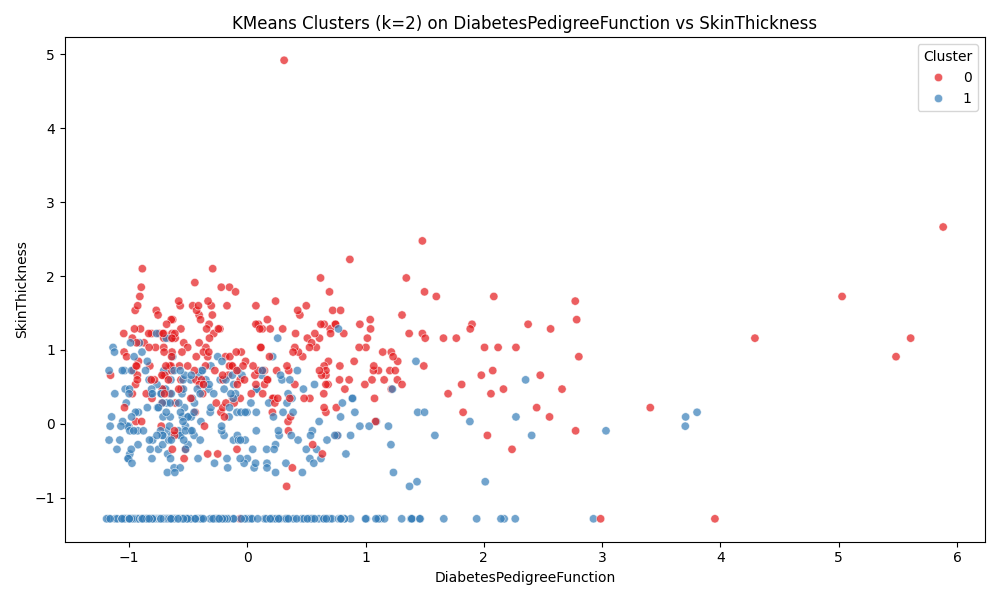 KMeans Clusters (k=2) on DiabetesPedigreeFunction vs SkinThickness
Cluster
0
1
5
4
3
2
1
0
−1
SkinThickness
−1 0 1 2 3 4 5 6
DiabetesPedigreeFunction